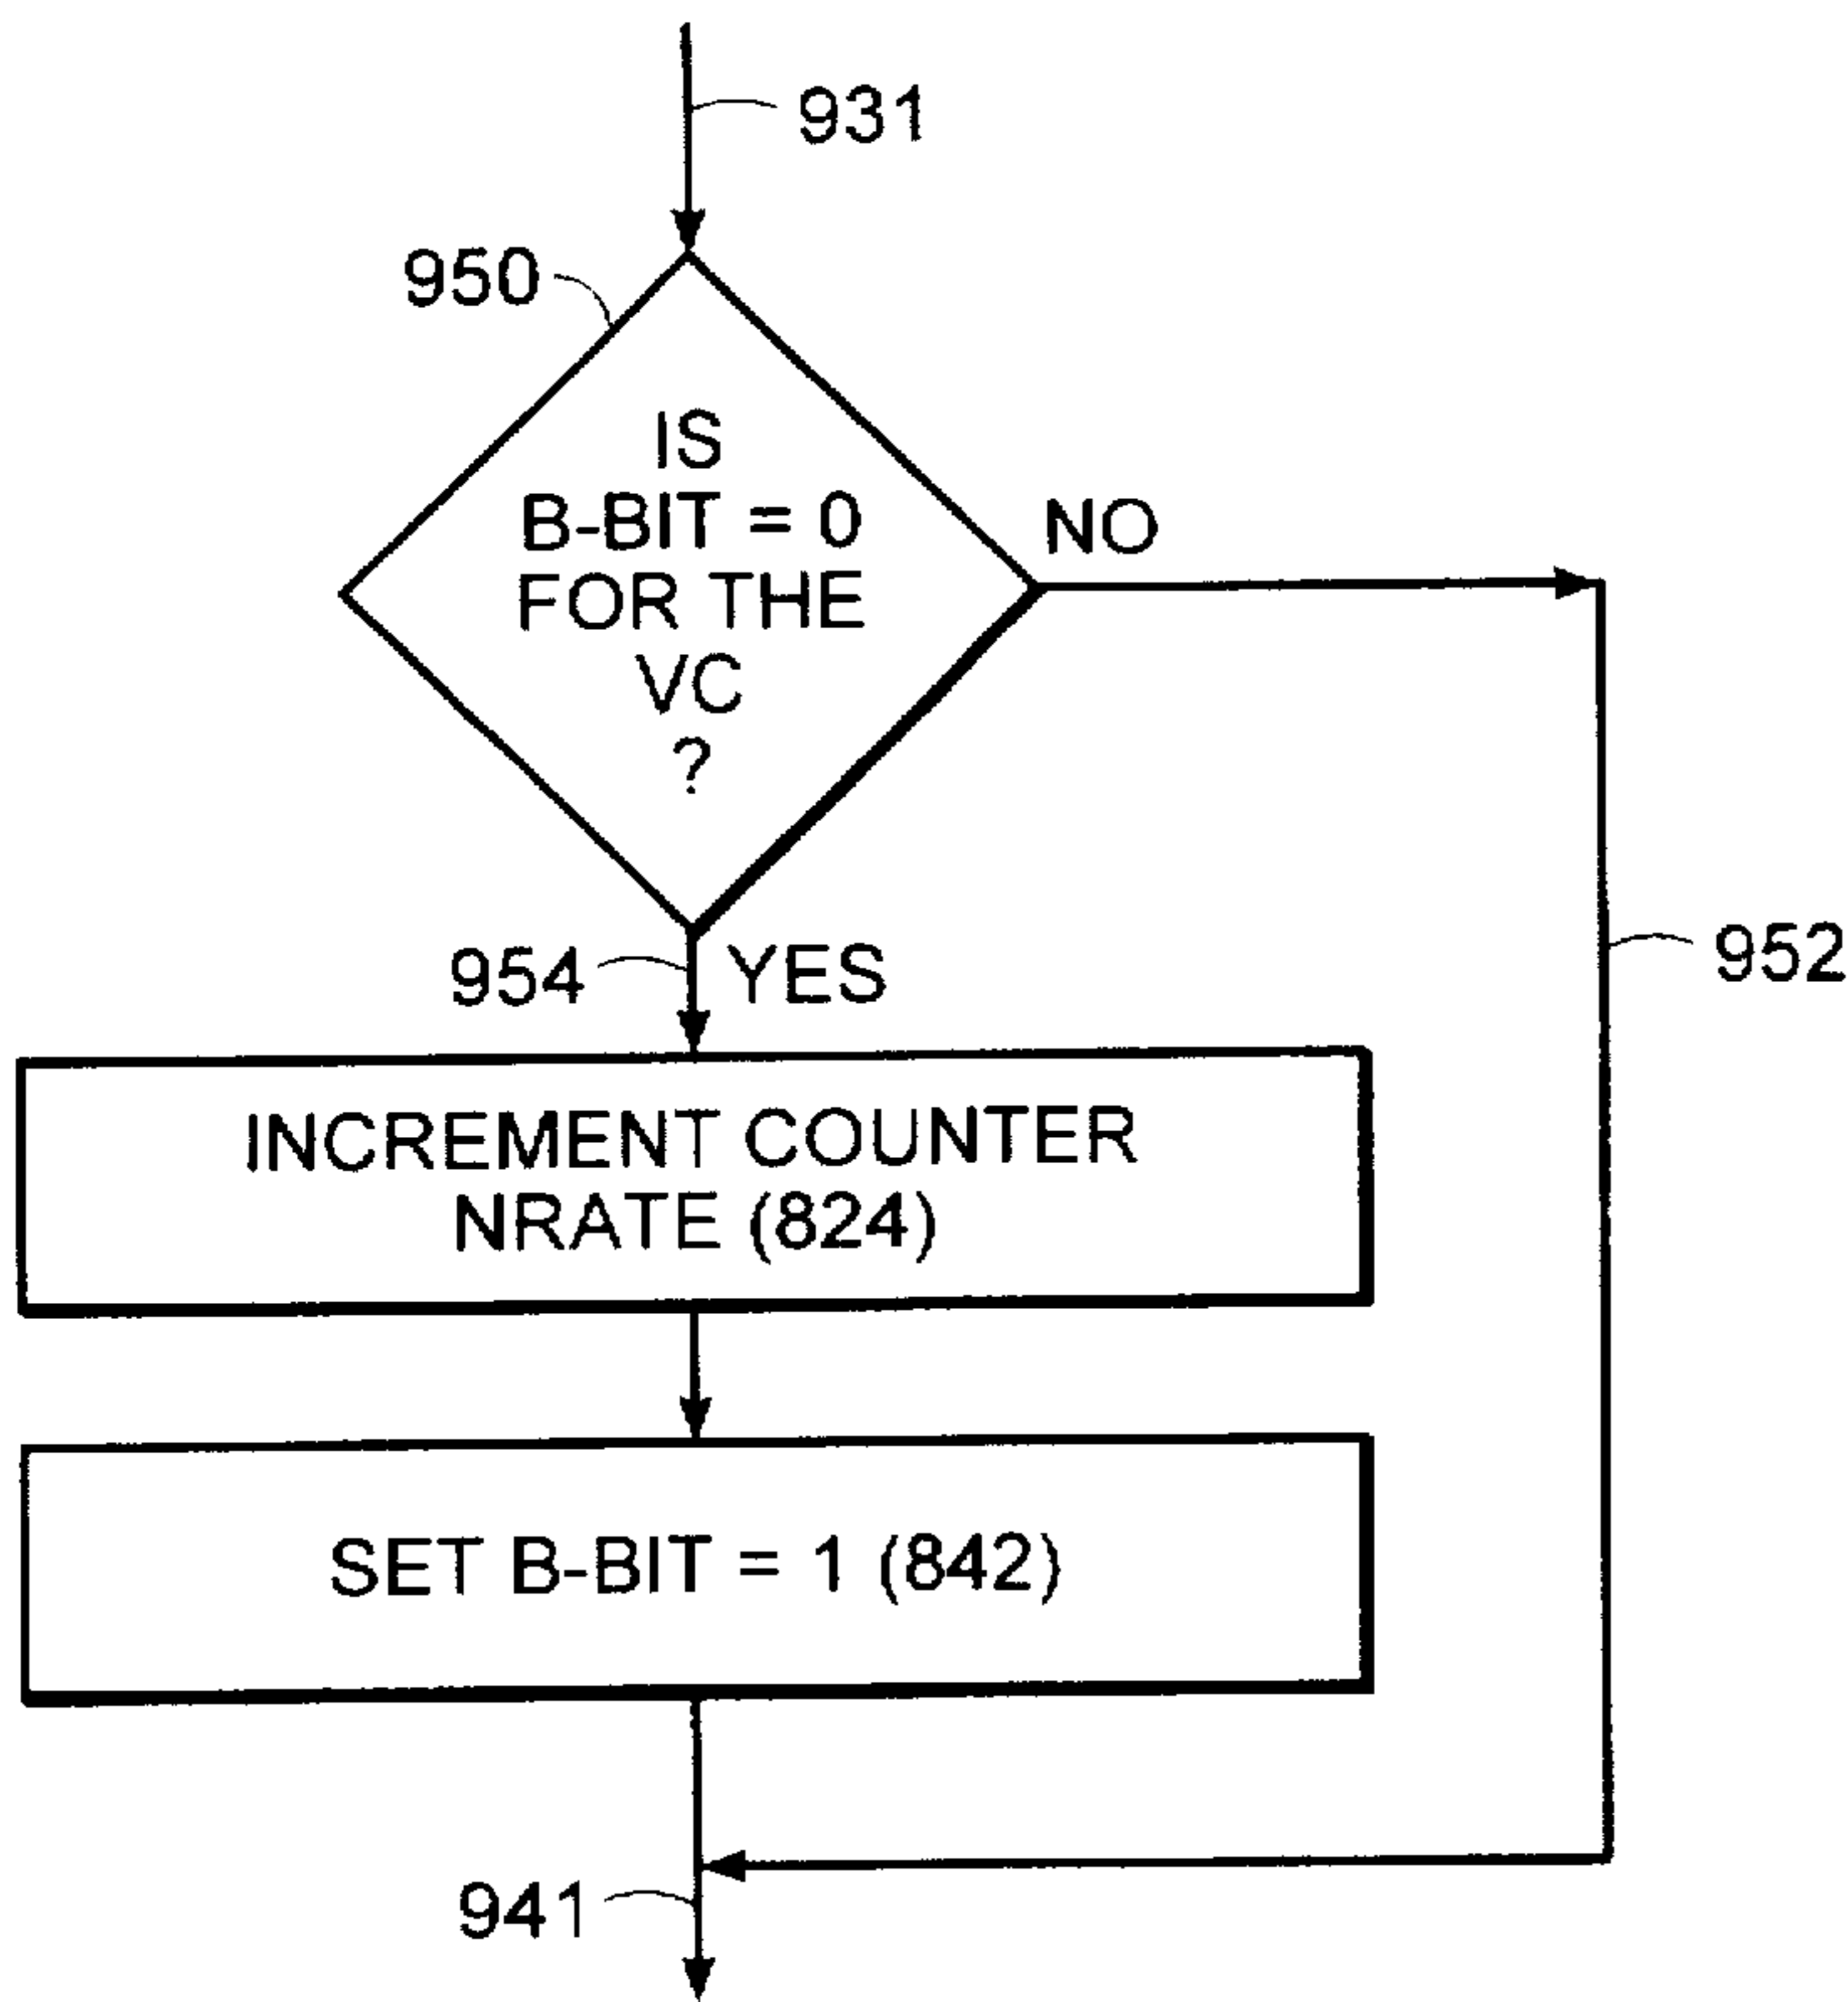 931
950
IS
B-BIT = 0
FOR THE
VC
?
NO
954
YES
952
INCREMENT COUNTER
NRATE (824)
SET B-BIT = 1 (842)
941